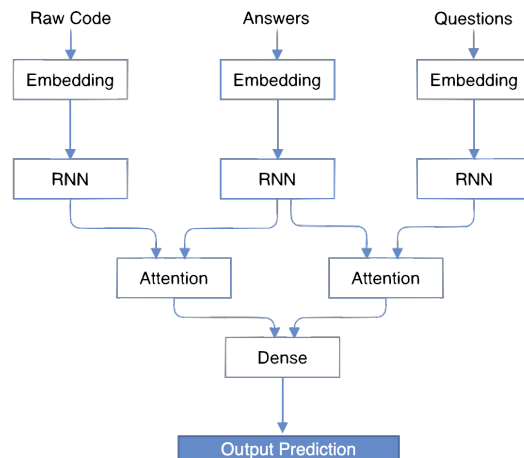 Raw Code
Answers
Questions
Embedding
Embedding
Embedding
RNN
RNN
RNN
Attention
Attention
Dense
Output Prediction